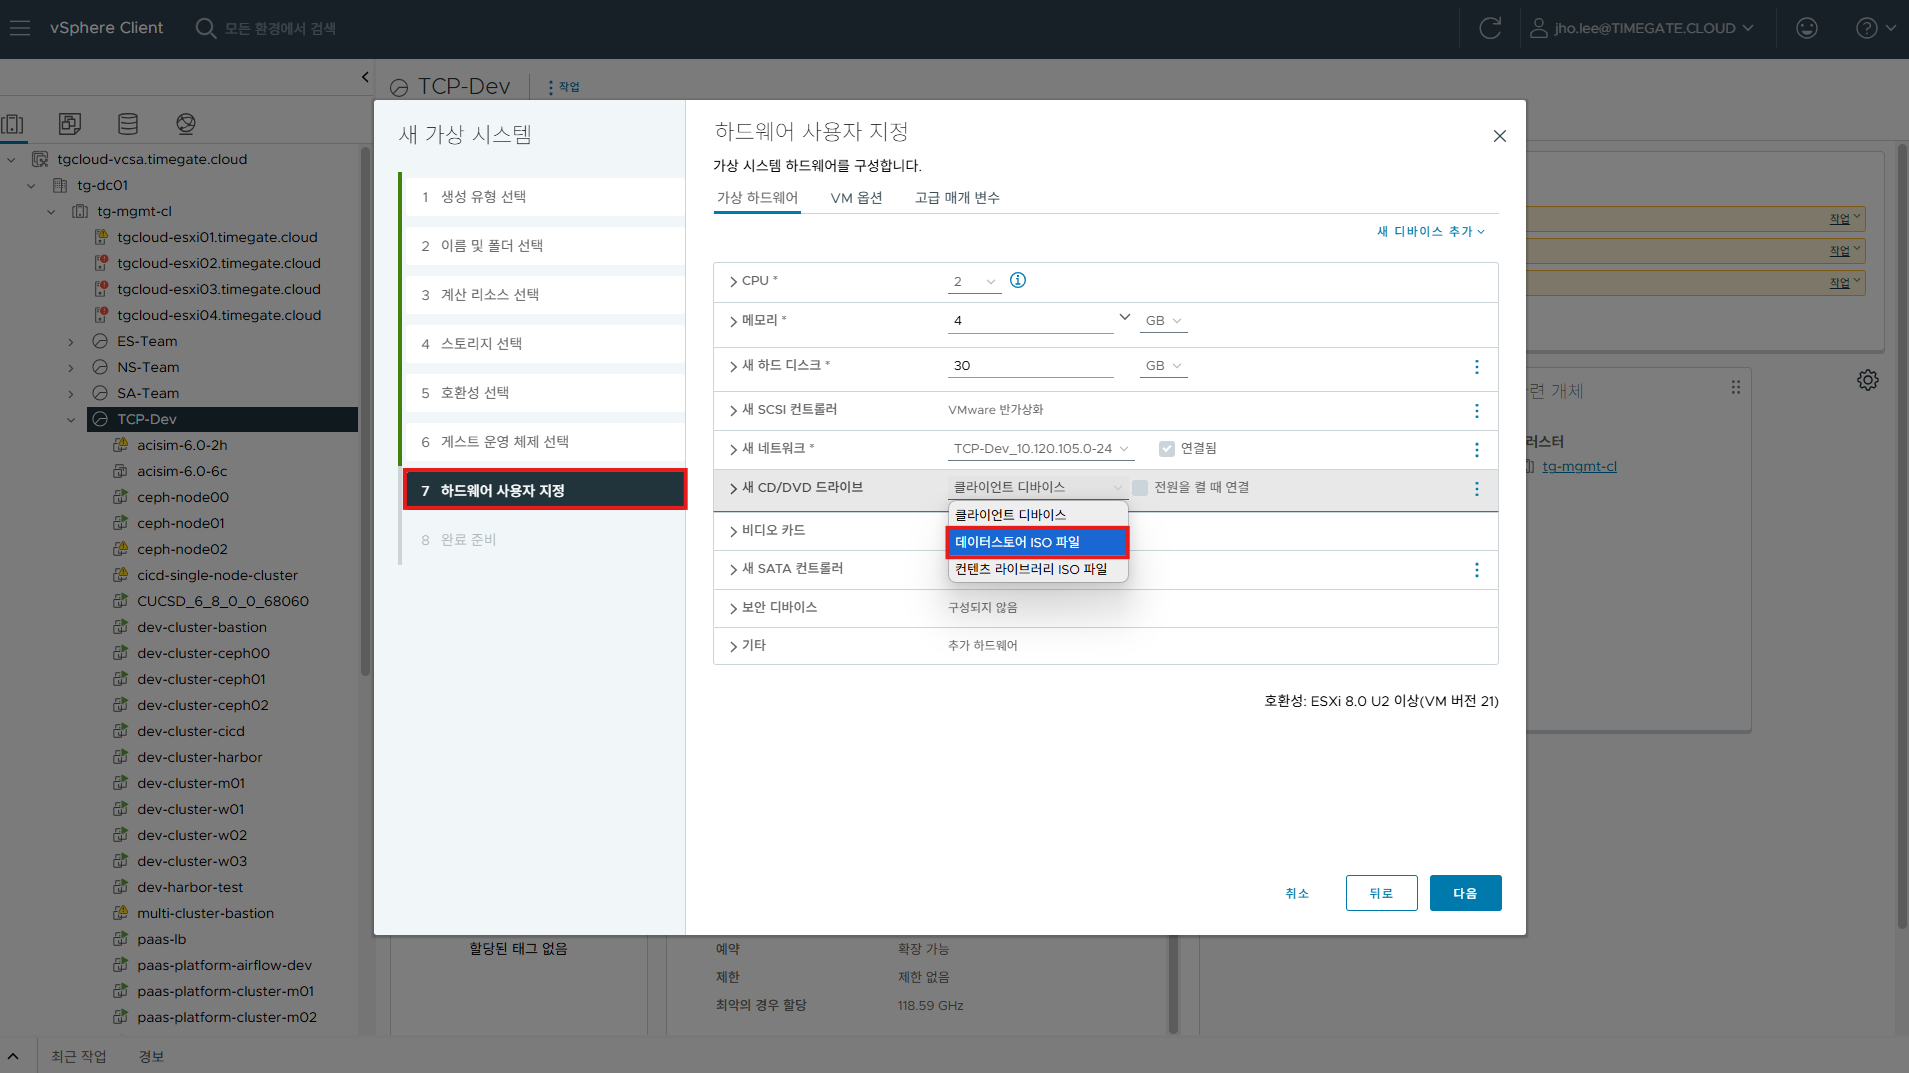 vSphere Client
모든 환경에서 검색
jho.lee@TIMEGATE.CLOUD
tgcloud-vcsa.timegate.cloud
tg-dc01
tg-mgmt-cl
tgcloud-esxi01.timegate.cloud
tgcloud-esxi02.timegate.cloud
tgcloud-esxi03.timegate.cloud
tgcloud-esxi04.timegate.cloud
ES-Team
NS-Team
SA-Team
TCP-Dev
acisim-6.0-2h
acisim-6.0-6c
ceph-node00
ceph-node01
ceph-node02
cicd-single-node-cluster
CUCSD_6_8_0_0_68060
dev-cluster-bastion
dev-cluster-ceph00
dev-cluster-ceph01
dev-cluster-ceph02
dev-cluster-cicd
dev-cluster-harbor
dev-cluster-m01
dev-cluster-w01
dev-cluster-w02
dev-cluster-w03
dev-harbor-test
multi-cluster-bastion
paas-lb
paas-platform-airflow-dev
paas-platform-cluster-m01
paas-platform-cluster-m02
TCP-Dev
작업
새 가상 시스템
1 생성 유형 선택
2 이름 및 폴더 선택
3 계산 리소스 선택
4 스토리지 선택
5 호환성 선택
6 게스트 운영 체제 선택
7 하드웨어 사용자 지정
8 완료 준비
하드웨어 사용자 지정
가상 시스템 하드웨어를 구성합니다.
가상 하드웨어 VM 옵션 고급 매개 변수
새 디바이스 추가
CPU * 2
메모리 * 4 GB
새 하드 디스크 * 30 GB
새 SCSI 컨트롤러 VMware 반가상화
새 네트워크 * TCP-Dev_10.120.105.0-24 연결됨
새 CD/DVD 드라이브 클라이언트 디바이스 전원을 켤 때 연결
클라이언트 디바이스
데이터스토어 ISO 파일
컨텐츠 라이브러리 ISO 파일
비디오 카드
새 SATA 컨트롤러
보안 디바이스 구성되지 않음
기타 추가 하드웨어
호환성: ESXi 8.0 U2 이상(VM 버전 21)
취소 뒤로 다음
작업
작업
작업
련 개체
러스터
tg-mgmt-cl
할당된 태그 없음
예약 확장 가능
제한 제한 없음
최악의 경우 할당 118.59 GHz
최근 작업 경보